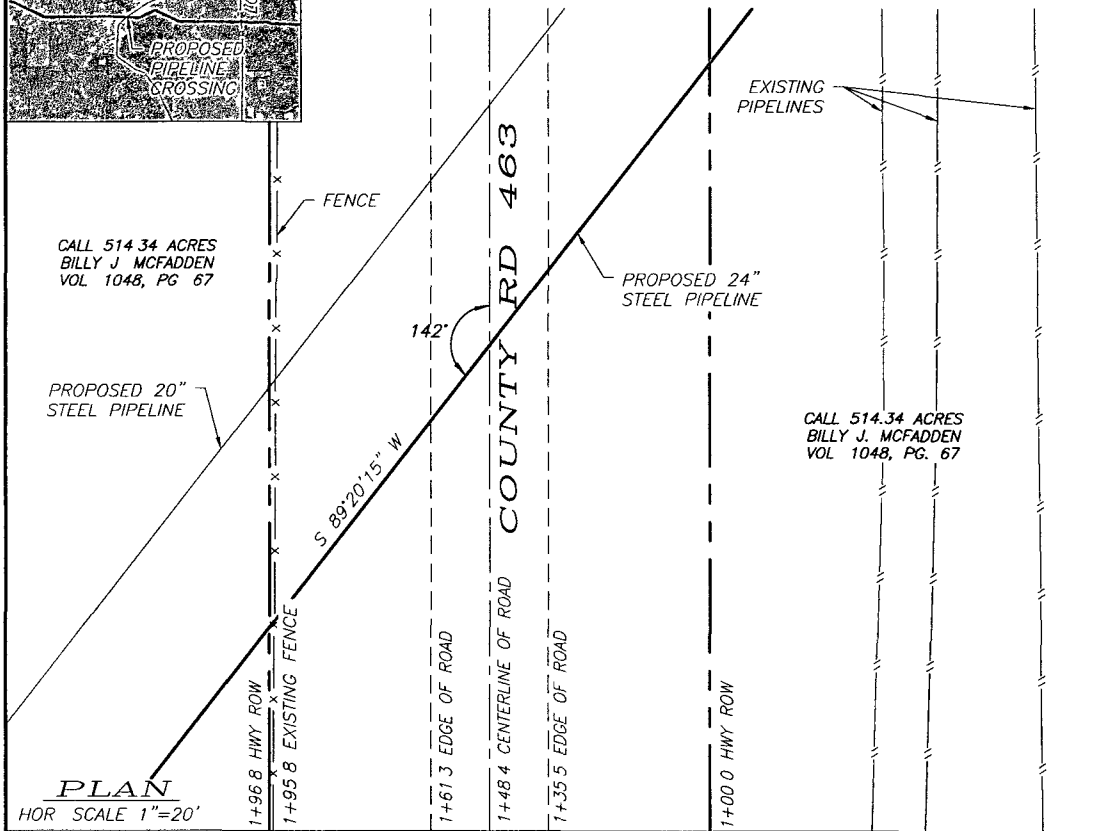 PROPOSED
PIPELINE
CROSSING
EXISTING
PIPELINES
FENCE
CALL 514 34 ACRES
BILLY J MCFADDEN
VOL 1048, PG 67
COUNTY RD 463
PROPOSED 24"
STEEL PIPELINE
142°
PROPOSED 20"
STEEL PIPELINE
CALL 514.34 ACRES
BILLY J. MCFADDEN
VOL 1048, PG. 67
S 89°20'15" W
1+96 8 HWY ROW
1+95 8 EXISTING FENCE
1+61 3 EDGE OF ROAD
1+48 4 CENTERLINE OF ROAD
1+35 5 EDGE OF ROAD
1+00 0 HWY ROW
PLAN
HOR SCALE 1"=20'